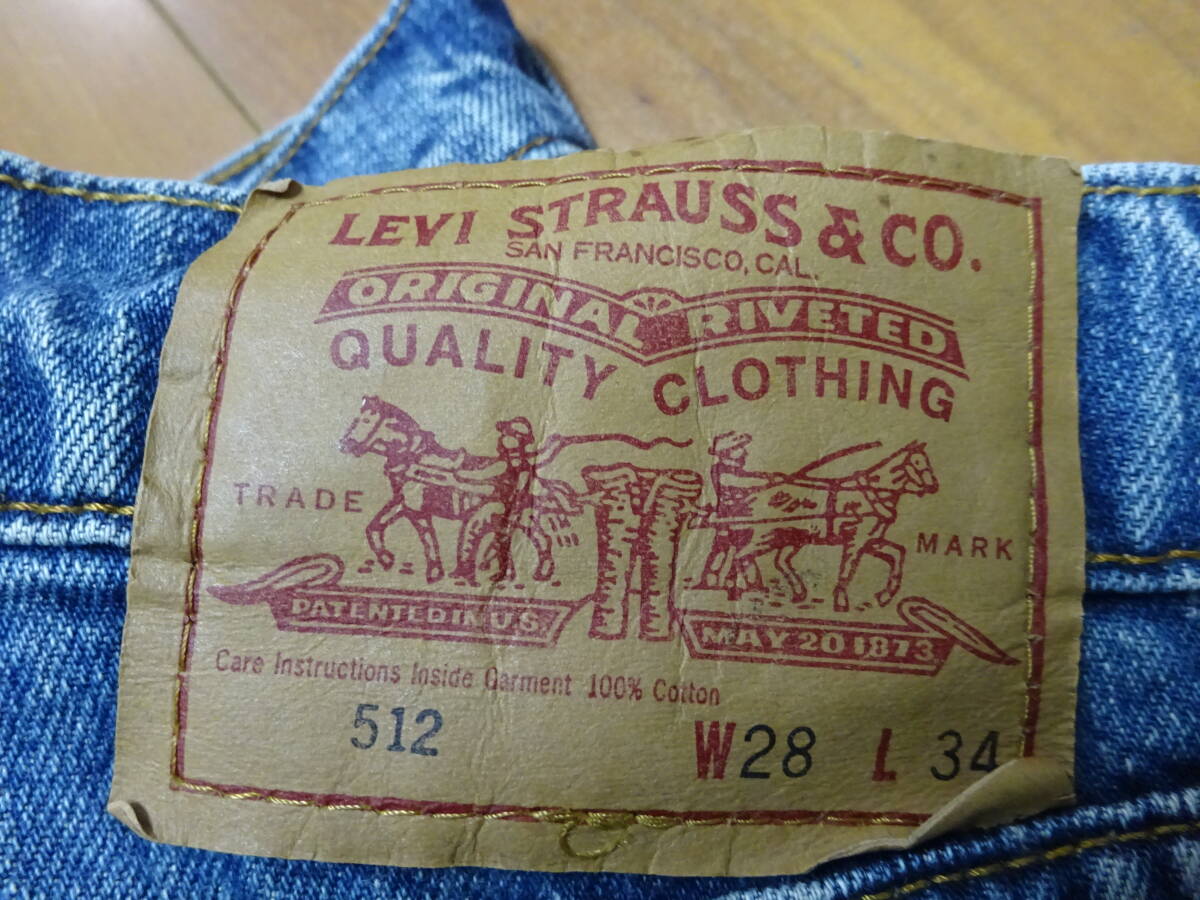 LEVI STRAUSS & CO.
SAN FRANCISCO, CAL.
ORIGINAL RIVETED
QUALITY CLOTHING
TRADE MARK
PATENTED IN U.S. MAY 20 1873
Care Instructions Inside Garment 100% Cotton
512 W28 L 34